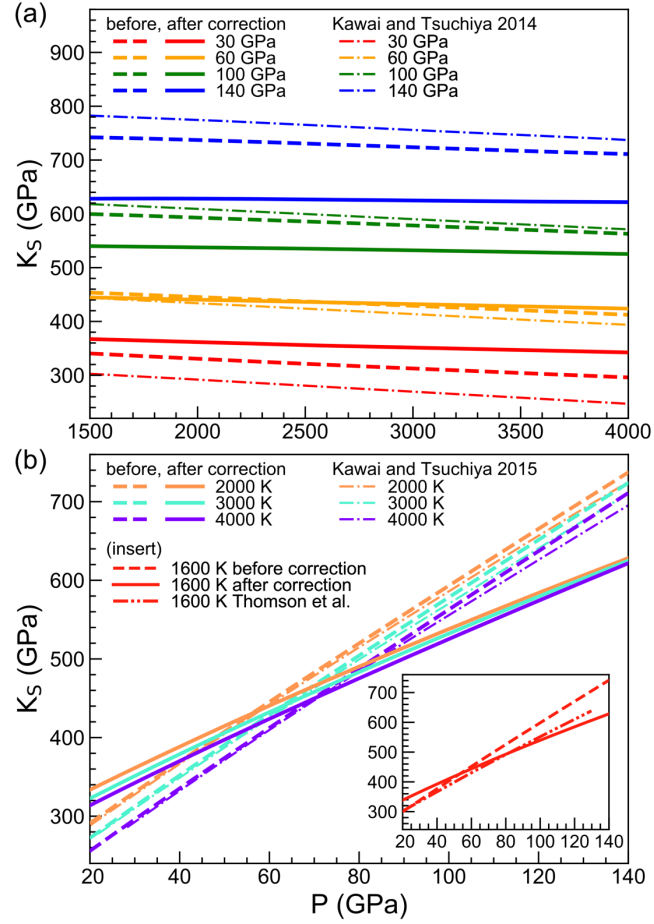 (a)
before, after correction Kawai and Tsuchiya 2014
30 GPa 30 GPa
60 GPa 60 GPa
100 GPa 100 GPa
140 GPa 140 GPa
900
800
700
600
500
400
300
K_S (GPa)
1500 2000 2500 3000 3500 4000
(b)
before, after correction Kawai and Tsuchiya 2015
2000 K 2000 K
3000 K 3000 K
4000 K 4000 K
(insert)
1600 K before correction
1600 K after correction
1600 K Thomson et al.
700
600
500
400
300
K_S (GPa)
700
600
500
400
300
20 40 60 80 100 120 140
20 40 60 80 100 120 140
P (GPa)